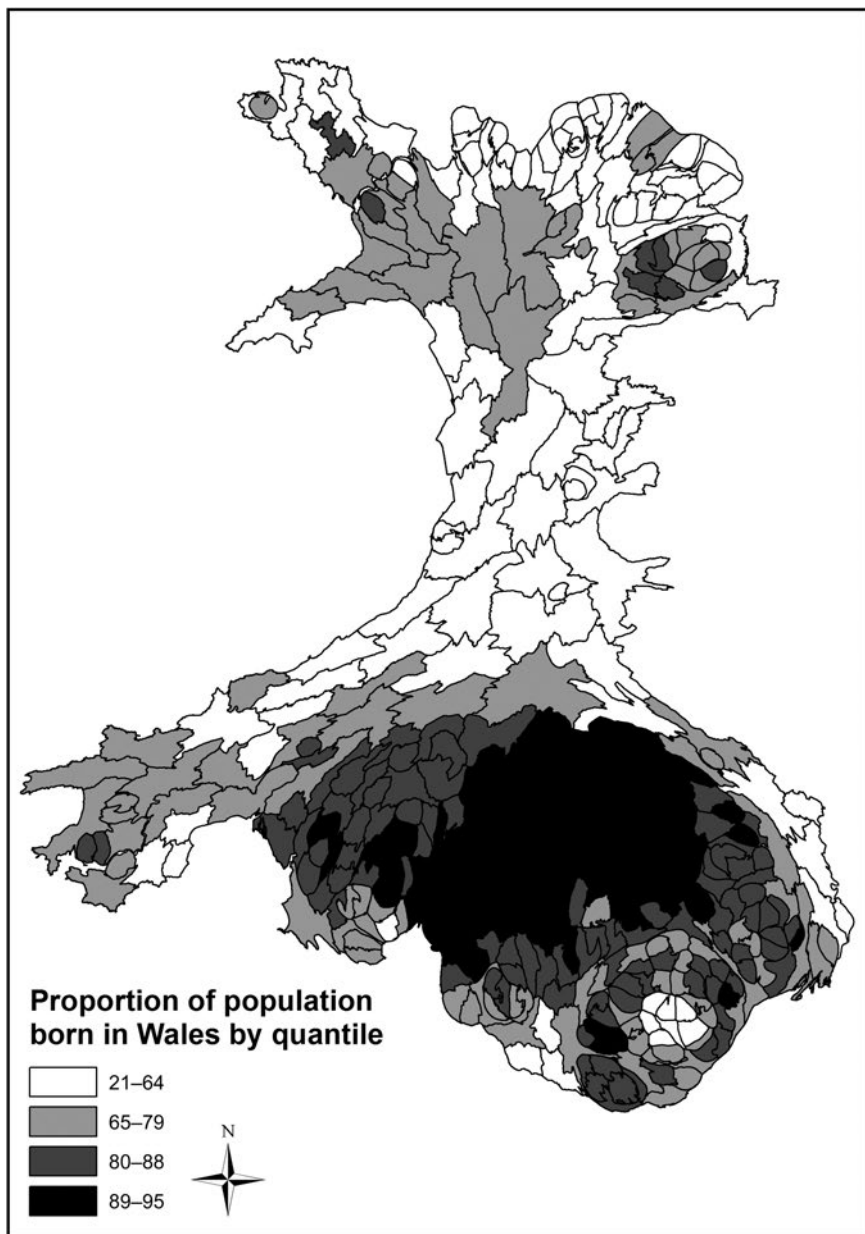 Proportion of population
born in Wales by quantile
21–64
65–79
80–88
89–95
N